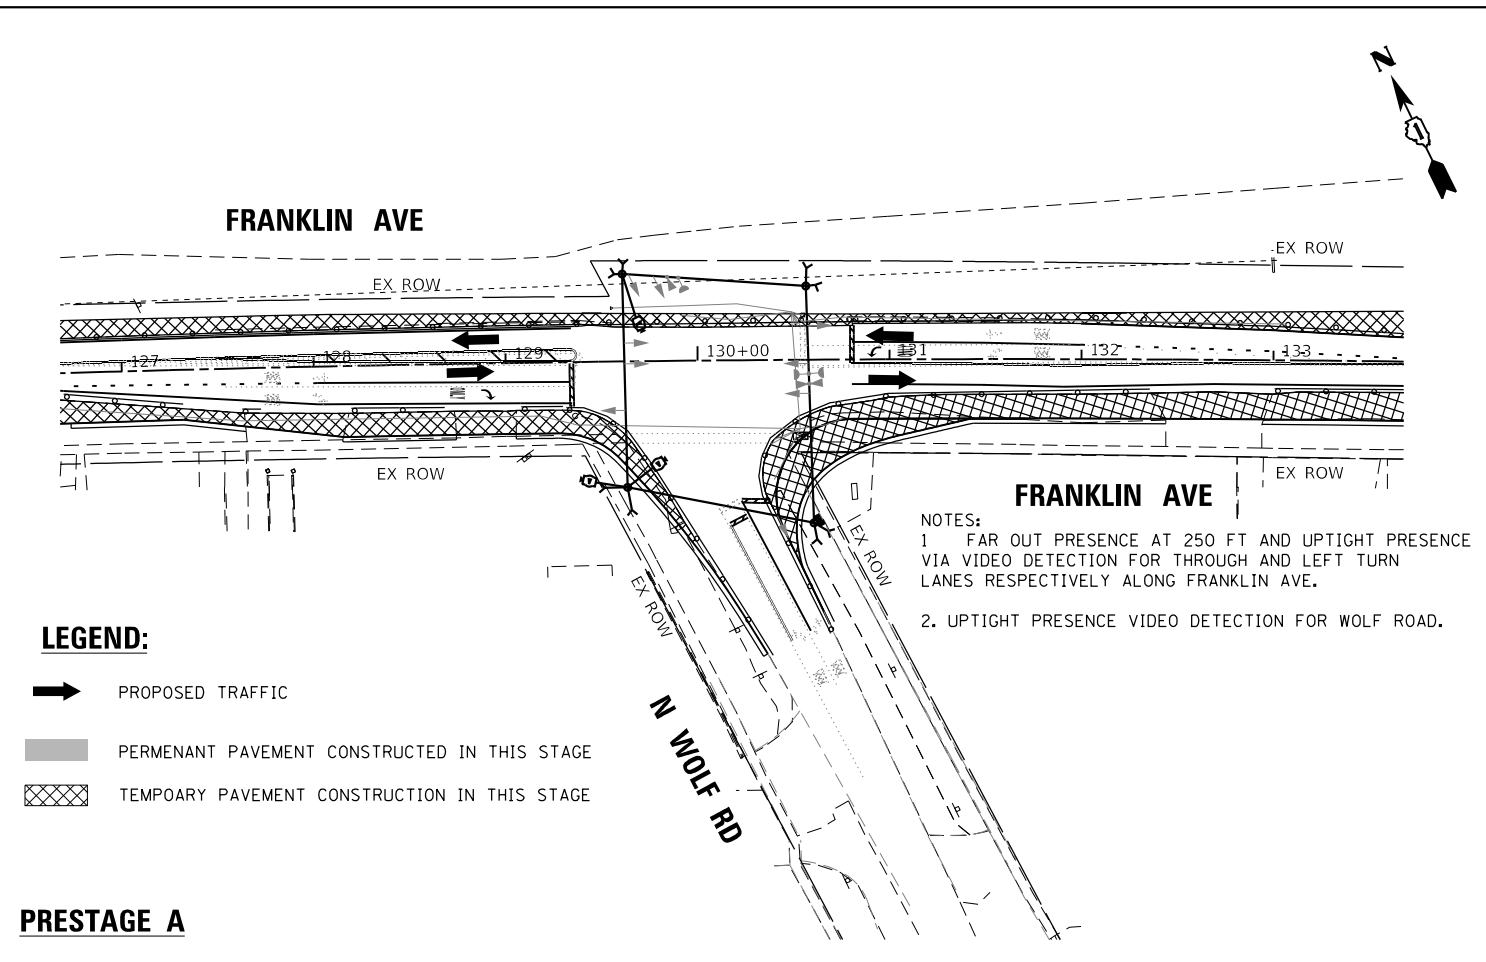 N
FRANKLIN AVE
EX ROW
EX ROW
127
128
129
130+00
131
132
133
EX ROW
EX ROW
FRANKLIN AVE
NOTES:
1 FAR OUT PRESENCE AT 250 FT AND UPTIGHT PRESENCE
VIA VIDEO DETECTION FOR THROUGH AND LEFT TURN
LANES RESPECTIVELY ALONG FRANKLIN AVE.
2. UPTIGHT PRESENCE VIDEO DETECTION FOR WOLF ROAD.
EX ROW
EX ROW
N WOLF RD
LEGEND:
PROPOSED TRAFFIC
PERMENANT PAVEMENT CONSTRUCTED IN THIS STAGE
TEMPOARY PAVEMENT CONSTRUCTION IN THIS STAGE
PRESTAGE A